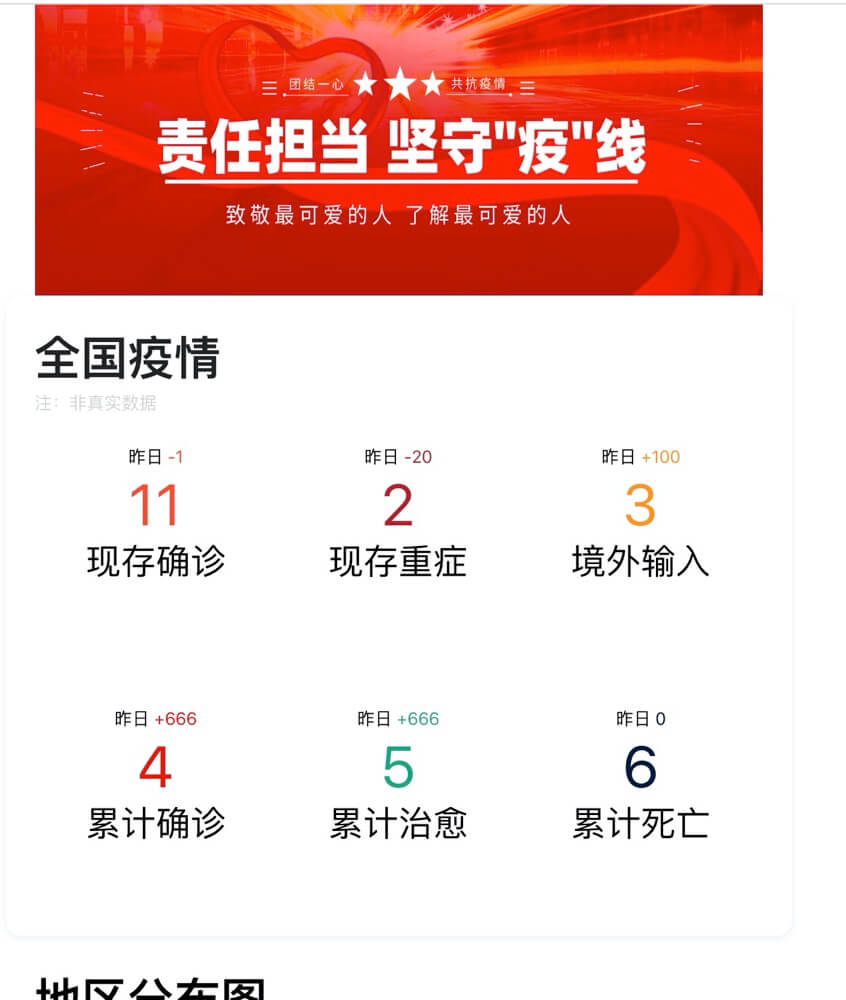 团结一心 共抗疫情
责任担当 坚守"疫"线
致敬最可爱的人 了解最可爱的人
全国疫情
注：非真实数据
昨日 -1 昨日 -20 昨日 +100
11 2 3
现存确诊 现存重症 境外输入
昨日 +666 昨日 +666 昨日 0
4 5 6
累计确诊 累计治愈 累计死亡
地区分布图